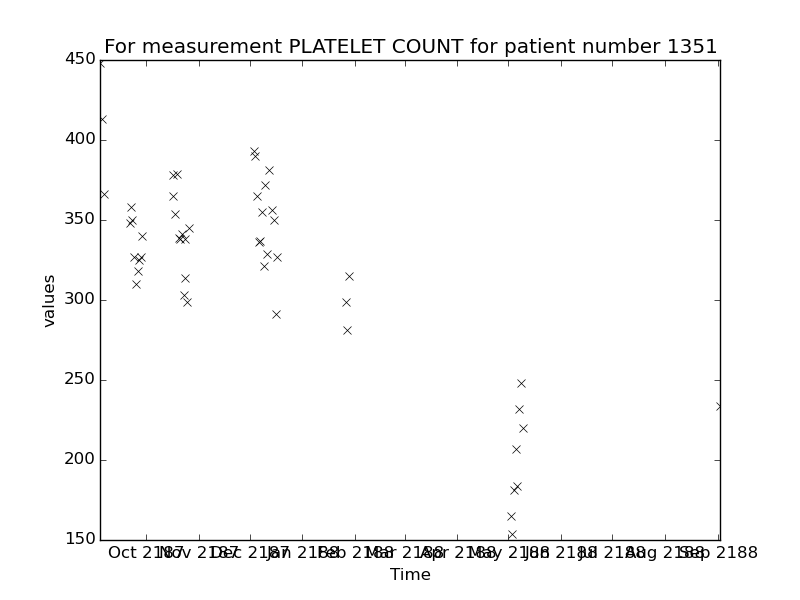 For measurement PLATELET COUNT for patient number 1351
450
400
350
300
250
200
150
values
Oct 2187 Nov 2187 Dec 2187 Jan 2188 Feb 2188 Mar 2188 Apr 2188 May 2188 Jun 2188 Jul 2188 Aug 2188 Sep 2188
Time